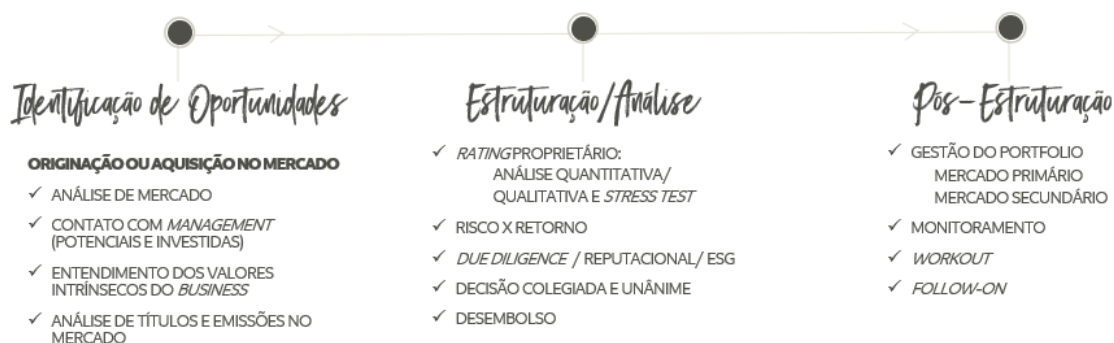 Identificação de Oportunidades
ORIGINAÇÃO OU AQUISIÇÃO NO MERCADO
✓ ANÁLISE DE MERCADO
✓ CONTATO COM MANAGEMENT
(POTENCIAIS E INVESTIDAS)
✓ ENTENDIMENTO DOS VALORES
INTRÍNSECOS DO BUSINESS
✓ ANÁLISE DE TÍTULOS E EMISSÕES NO
MERCADO
Estruturação/Análise
✓ RATING PROPRIETÁRIO:
ANÁLISE QUANTITATIVA/
QUALITATIVA E STRESS TEST
✓ RISCO X RETORNO
✓ DUE DILIGENCE / REPUTACIONAL/ ESG
✓ DECISÃO COLEGIADA E UNÂNIME
✓ DESEMBOLSO
Pós-Estruturação
✓ GESTÃO DO PORTFOLIO
MERCADO PRIMÁRIO
MERCADO SECUNDÁRIO
✓ MONITORAMENTO
✓ WORKOUT
✓ FOLLOW-ON